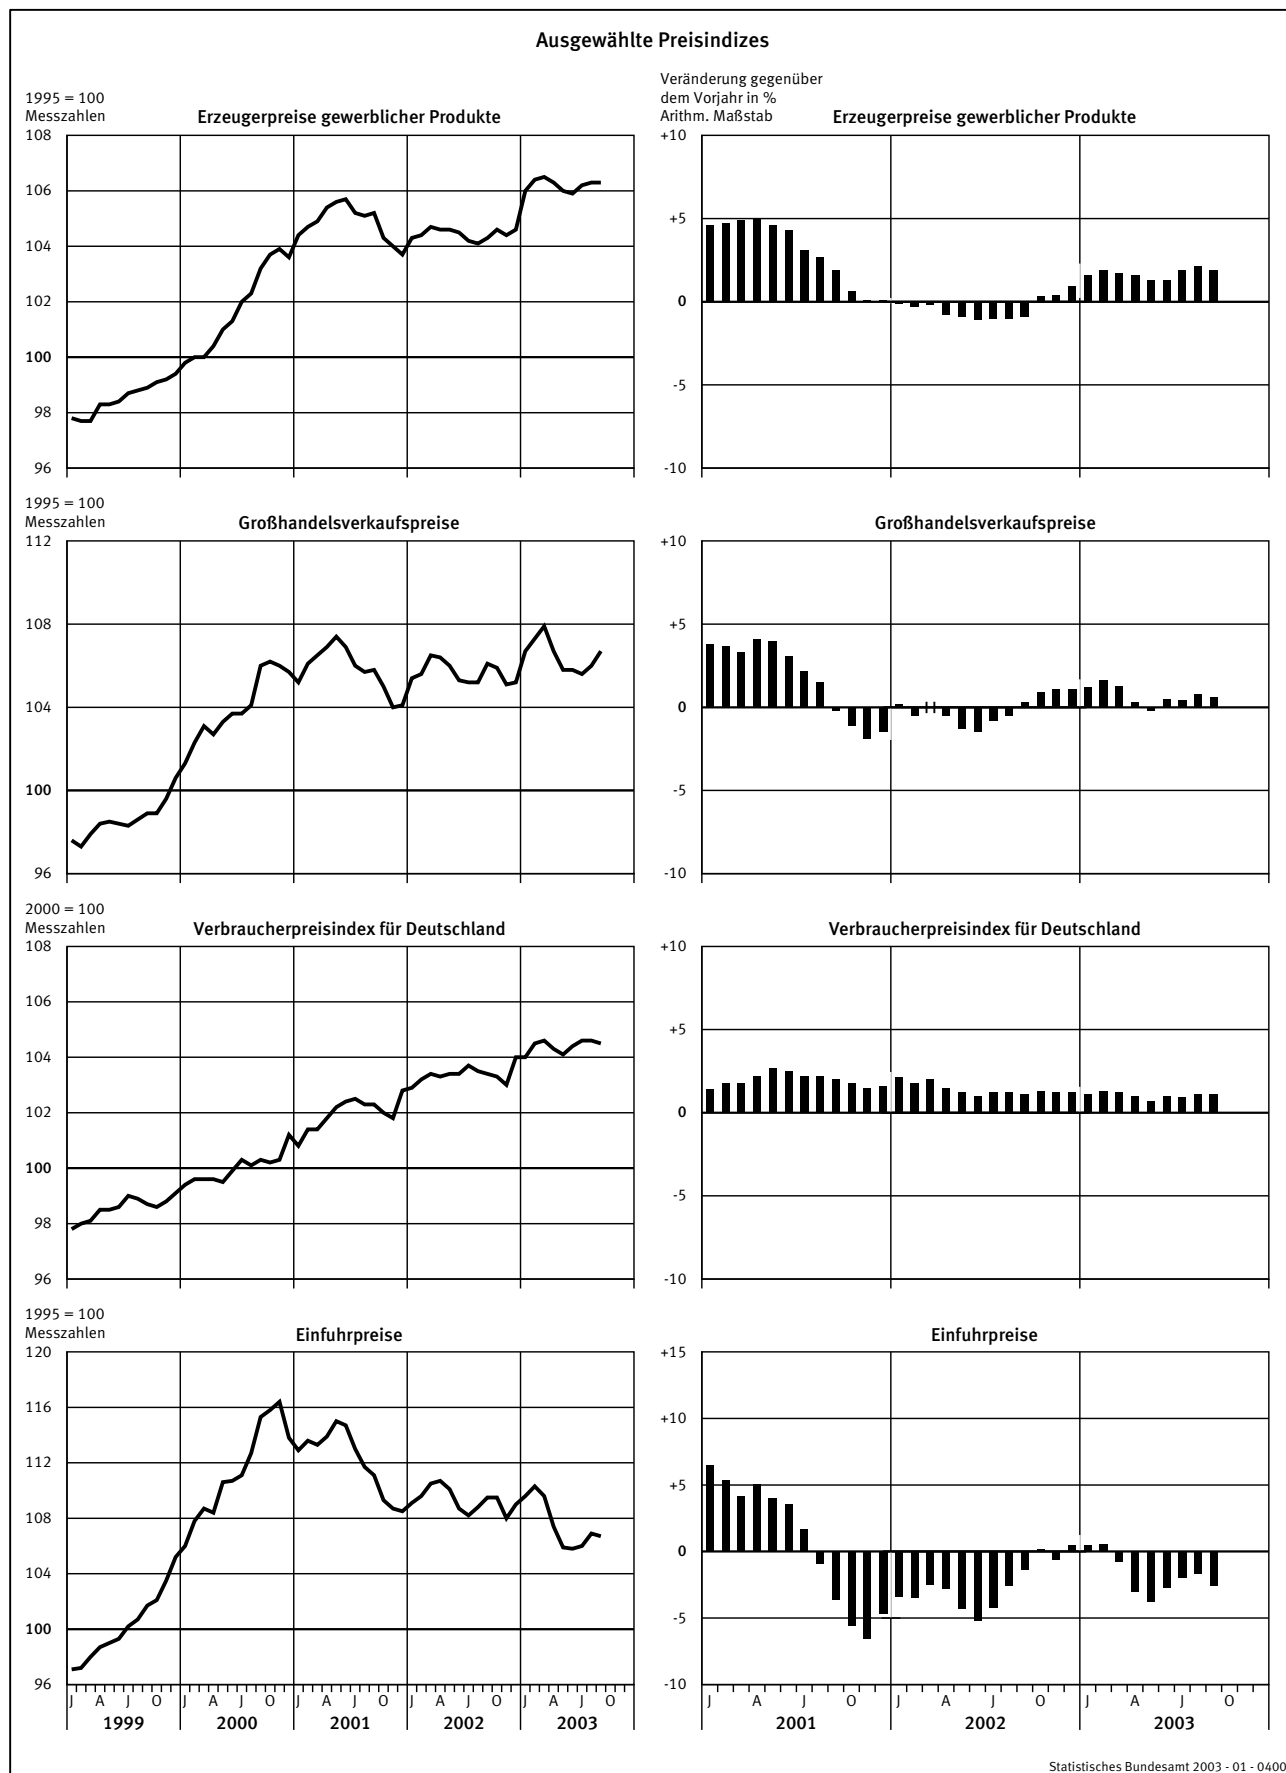 Ausgewählte Preisindizes
1995 = 100
Messzahlen
Erzeugerpreise gewerblicher Produkte
108
106
104
102
100
98
96
Veränderung gegenüber
dem Vorjahr in %
Arithm. Maßstab
Erzeugerpreise gewerblicher Produkte
+10
+5
0
-5
-10
1995 = 100
Messzahlen
Großhandelsverkaufspreise
112
108
104
100
96
Großhandelsverkaufspreise
+10
+5
0
-5
-10
2000 = 100
Messzahlen
Verbraucherpreisindex für Deutschland
108
106
104
102
100
98
96
Verbraucherpreisindex für Deutschland
+10
+5
0
-5
-10
1995 = 100
Messzahlen
Einfuhrpreise
120
116
112
108
104
100
96
J A J O J A J O J A J O J A J O J A J O
1999 2000 2001 2002 2003
Einfuhrpreise
+15
+10
+5
0
-5
-10
J A J O J A J O J A J O
2001 2002 2003
Statistisches Bundesamt 2003 - 01 - 0400